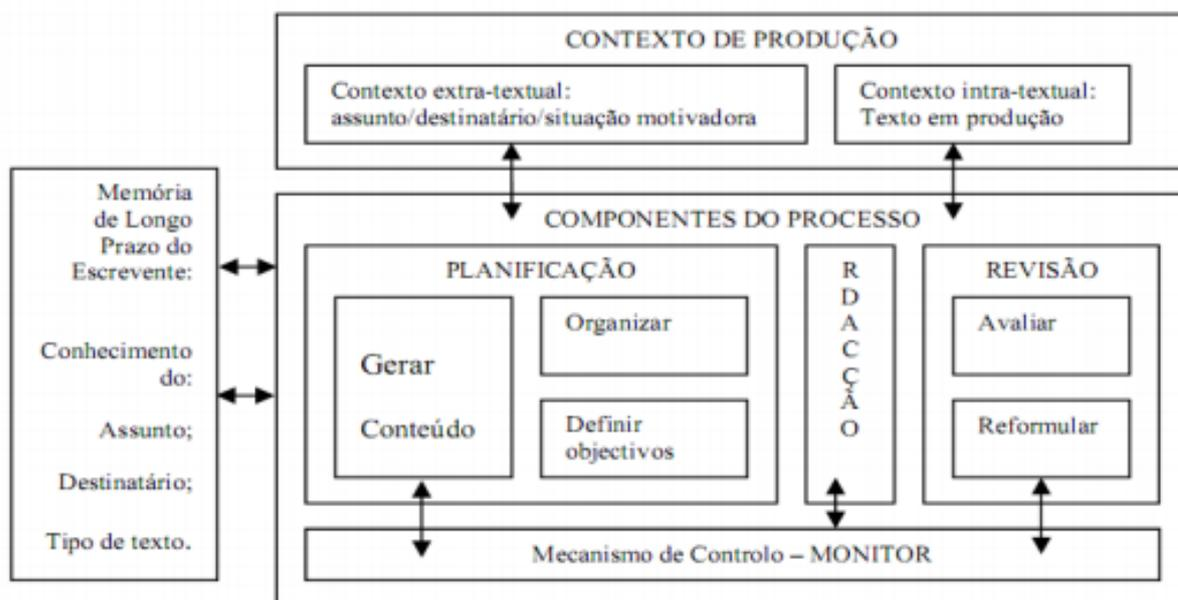 CONTEXTO DE PRODUÇÃO
Contexto extra-textual:
assunto/destinatário/situação motivadora
Contexto intra-textual:
Texto em produção
Memória
de Longo
Prazo do
Escrevente:
Conhecimento
do:
Assunto;
Destinatário;
Tipo de texto.
COMPONENTES DO PROCESSO
PLANIFICAÇÃO
Gerar
Conteúdo
Organizar
Definir
objectivos
R
D
A
C
Ç
Ã
O
REVISÃO
Avaliar
Reformular
Mecanismo de Controlo – MONITOR